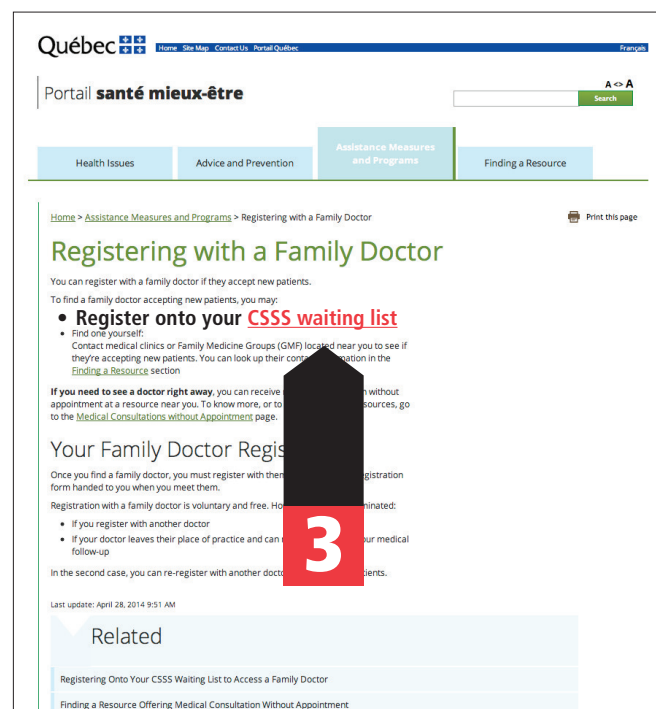 Québec
Home Site Map Contact Us Portail Québec Français
Portail santé mieux-être
A <> A
Search
Health Issues
Advice and Prevention
Assistance Measures
and Programs
Finding a Resource
Home > Assistance Measures and Programs > Registering with a Family Doctor
Print this page
Registering with a Family Doctor
You can register with a family doctor if they accept new patients.
To find a family doctor accepting new patients, you may:
• Register onto your CSSS waiting list
• Find one yourself:
Contact medical clinics or Family Medicine Groups (GMF) located near you to see if
they're accepting new patients. You can look up their mation in the
Finding a Resource section
If you need to see a doctor right away, you can receive without
appointment at a resource near you. To know more, or to sources, go
to the Medical Consultations without Appointment page.
Your Family Doctor
Once you find a family doctor, you must register with egistration
form handed to you when you meet them.
Registration with a family doctor is voluntary and free. minated:
• If you register with another doctor
• If your doctor leaves their place of practice and can our medical
follow-up
In the second case, you can re-register with another
3
Last update: April 28, 2014 9:51 AM
Related
Registering Onto Your CSSS Waiting List to Access a Family Doctor
Finding a Resource Offering Medical Consultation Without Appointment